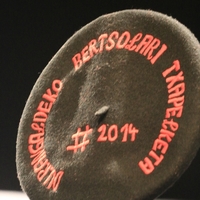 DURANGALDEKO BERTSOLARI TXAPELKETA
# 2014